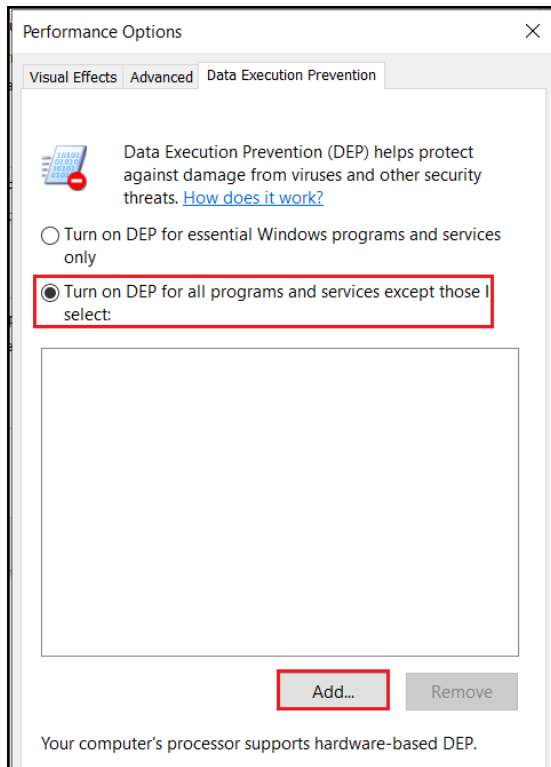 Performance Options
Visual Effects Advanced Data Execution Prevention
Data Execution Prevention (DEP) helps protect
against damage from viruses and other security
threats. How does it work?
Turn on DEP for essential Windows programs and services
only
Turn on DEP for all programs and services except those I
select:
Add... Remove
Your computer's processor supports hardware-based DEP.